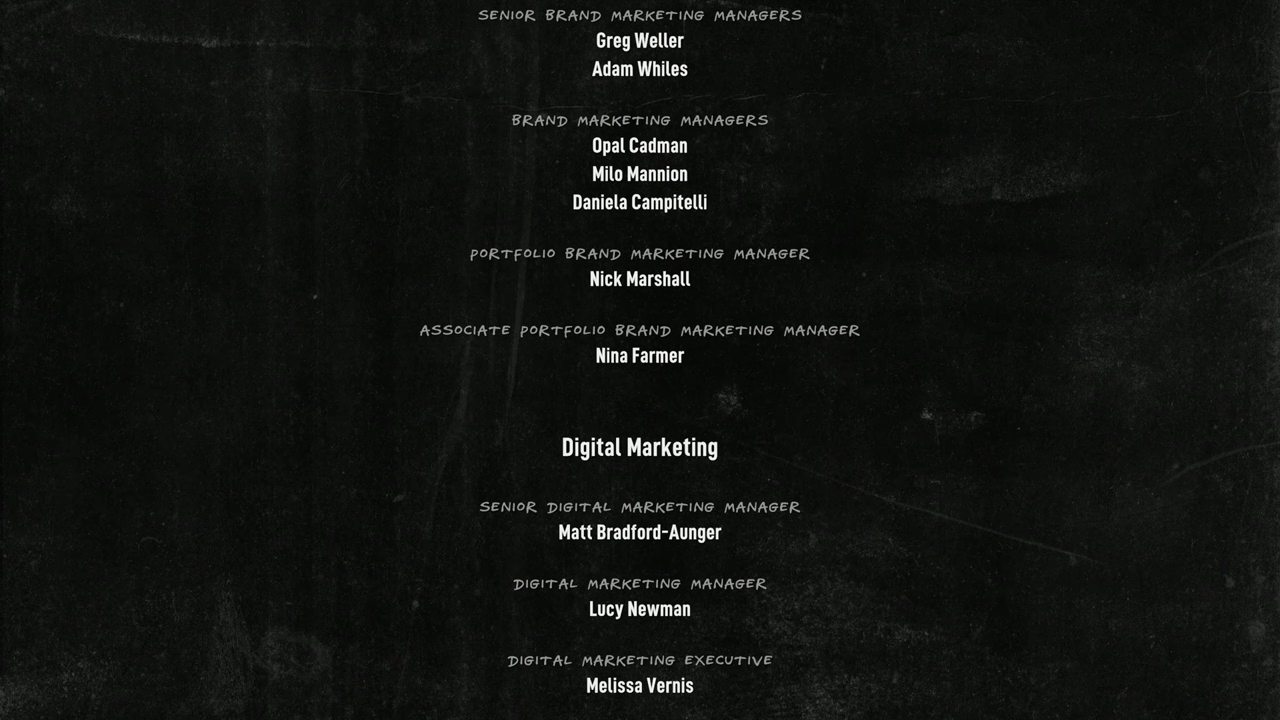 SENIOR BRAND MARKETING MANAGERS
Greg Weller
Adam Whiles
BRAND MARKETING MANAGERS
Opal Cadman
Milo Mannion
Daniela Campitelli
PORTFOLIO BRAND MARKETING MANAGER
Nick Marshall
ASSOCIATE PORTFOLIO BRAND MARKETING MANAGER
Nina Farmer
Digital Marketing
SENIOR DIGITAL MARKETING MANAGER
Matt Bradford-Aunger
DIGITAL MARKETING MANAGER
Lucy Newman
DIGITAL MARKETING EXECUTIVE
Melissa Vernis